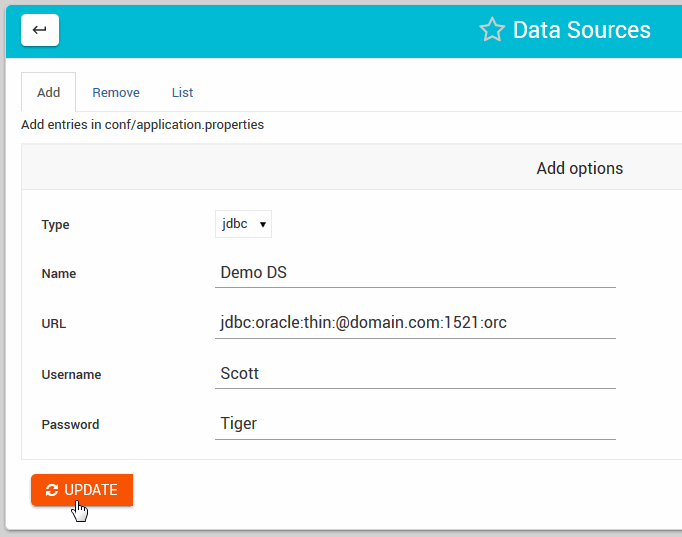 Data Sources
Add Remove List
Add entries in conf/application.properties
Add options
Type jdbc
Name Demo DS
URL jdbc:oracle:thin:@domain.com:1521:orc
Username Scott
Password Tiger
UPDATE